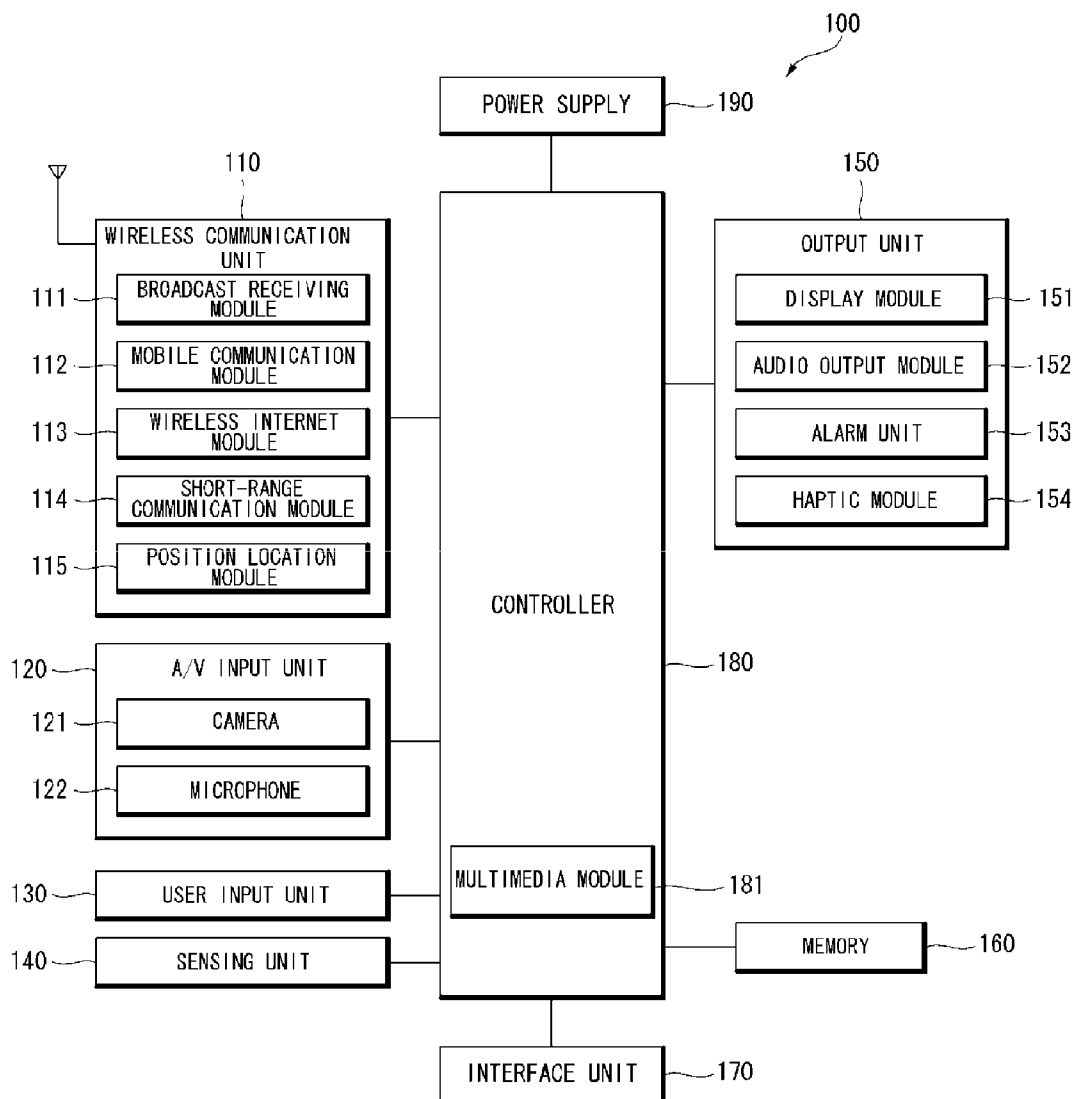 100
POWER SUPPLY
190
110
WIRELESS COMMUNICATION
UNIT
111
BROADCAST RECEIVING
MODULE
112
MOBILE COMMUNICATION
MODULE
113
WIRELESS INTERNET
MODULE
114
SHORT-RANGE
COMMUNICATION MODULE
115
POSITION LOCATION
MODULE
120
A/V INPUT UNIT
121
CAMERA
122
MICROPHONE
130
USER INPUT UNIT
140
SENSING UNIT
CONTROLLER
180
MULTIMEDIA MODULE
181
150
OUTPUT UNIT
DISPLAY MODULE
151
AUDIO OUTPUT MODULE
152
ALARM UNIT
153
HAPTIC MODULE
154
MEMORY
160
INTERFACE UNIT
170